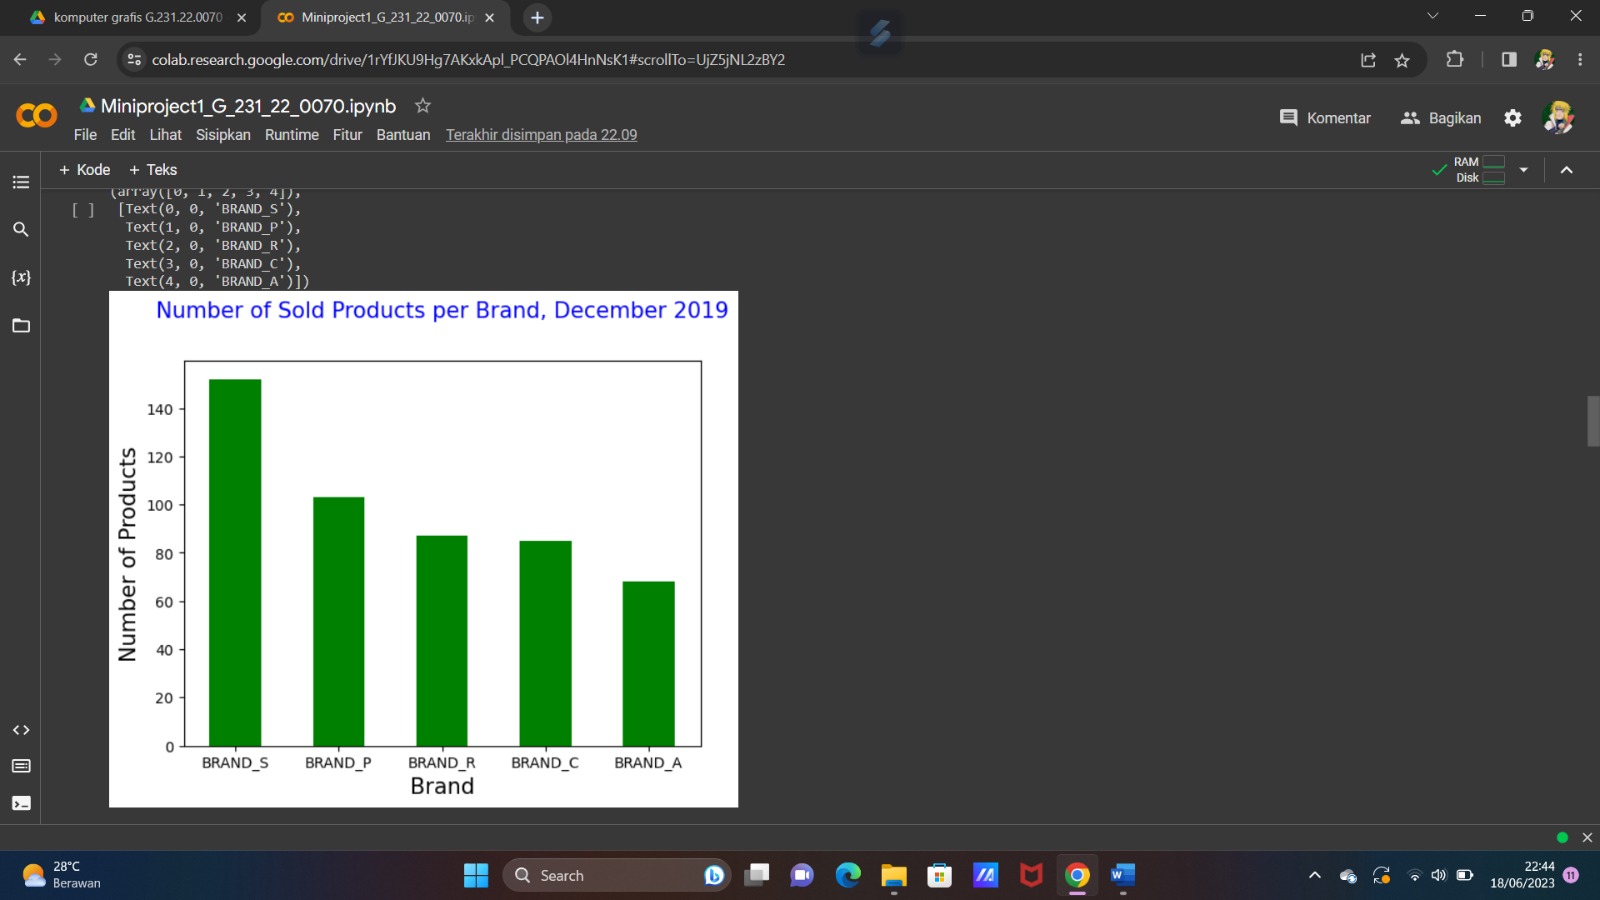 komputer grafis G.231.22.0070
Miniproject1_G_231_22_0070.ip
colab.research.google.com/drive/1rYfJKU9Hg7AKxkApl_PCQPAOl4HnNsK1#scrollTo=UjZ5jNL2zBY2
Miniproject1_G_231_22_0070.ipynb
File Edit Lihat Sisipkan Runtime Fitur Bantuan Terakhir disimpan pada 22.09
Komentar
Bagikan
+ Kode + Teks
RAM
Disk
(array([0, 1, 2, 3, 4]),
[ ] [Text(0, 0, 'BRAND_S'),
Text(1, 0, 'BRAND_P'),
Text(2, 0, 'BRAND_R'),
Text(3, 0, 'BRAND_C'),
Text(4, 0, 'BRAND_A')])
{x}
Number of Sold Products per Brand, December 2019
Number of Products
140
120
100
80
60
40
20
0
BRAND_S BRAND_P BRAND_R BRAND_C BRAND_A
Brand
28°C
Berawan
Search
22:44
18/06/2023
11